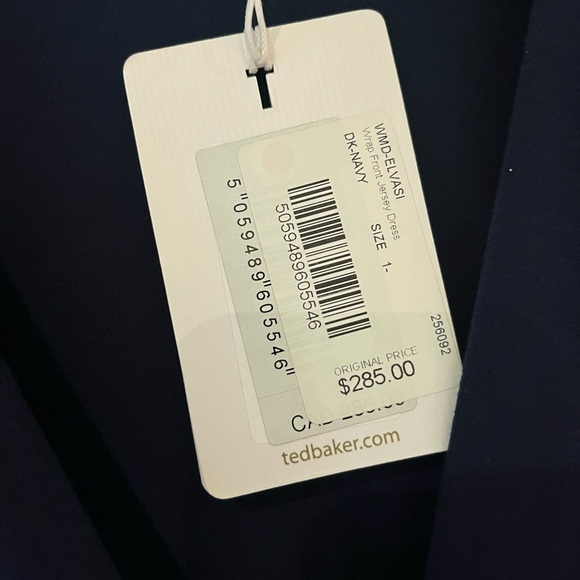 WMD-ELVASI
Wrap Front Jersey Dress
DK-NAVY
SIZE 1-
5059489605546
5"059489"605546"
256092
ORIGINAL PRICE
$285.00
tedbaker.com